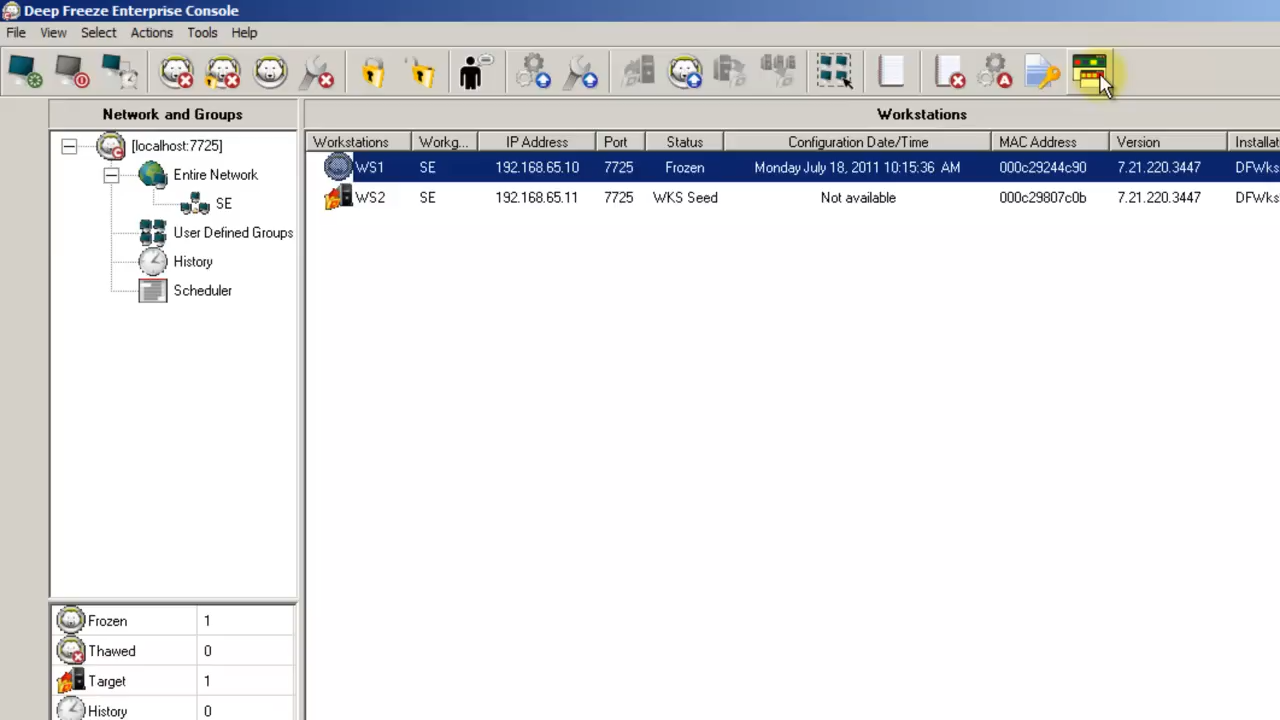 Deep Freeze Enterprise Console
File View Select Actions Tools Help
Network and Groups
[localhost:7725]
Entire Network
SE
User Defined Groups
History
Scheduler
Frozen 1
Thawed 0
Target 1
History 0
Workstations
Workstations Workg... IP Address Port Status Configuration Date/Time MAC Address Version Installat
WS1 SE 192.168.65.10 7725 Frozen Monday July 18, 2011 10:15:36 AM 000c29244c90 7.21.220.3447 DFWks
WS2 SE 192.168.65.11 7725 WKS Seed Not available 000c29807c0b 7.21.220.3447 DFWks